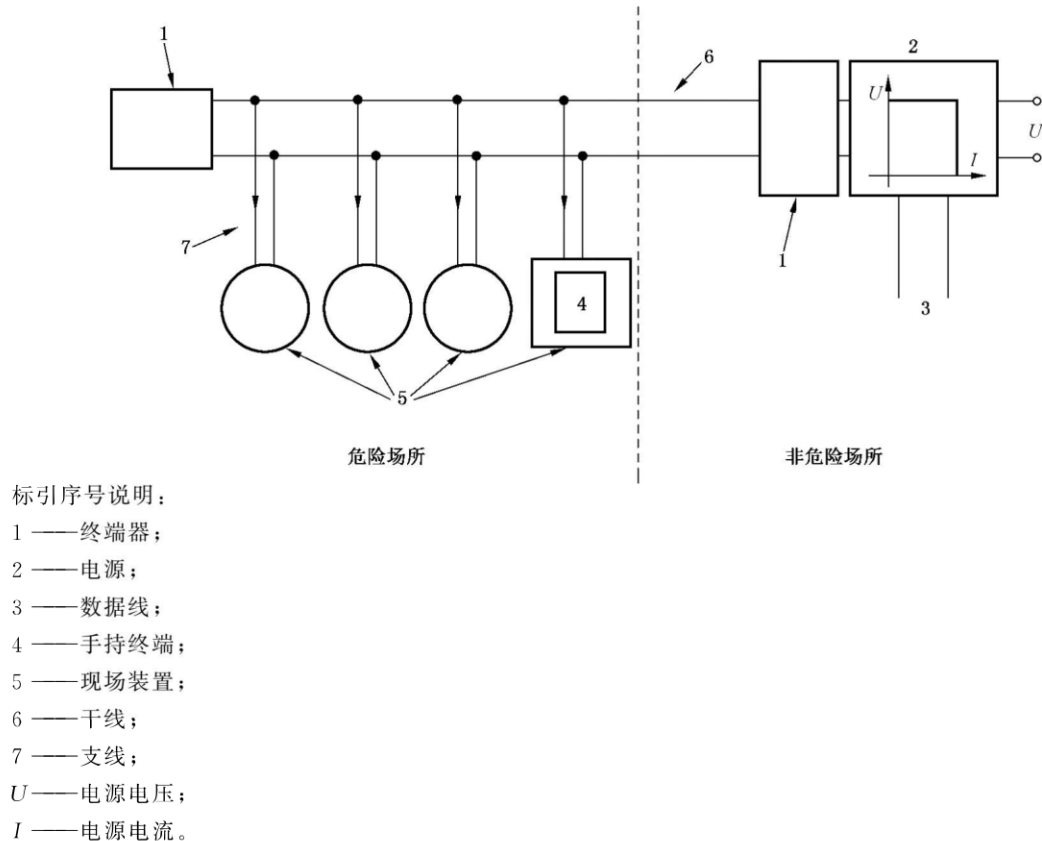 1
6
2
U
I
U
7
4
1
3
5
危险场所
非危险场所
标引序号说明：
1 ——终端器；
2 ——电源；
3 ——数据线；
4 ——手持终端；
5 ——现场装置；
6 ——干线；
7 ——支线；
U——电源电压；
I ——电源电流。